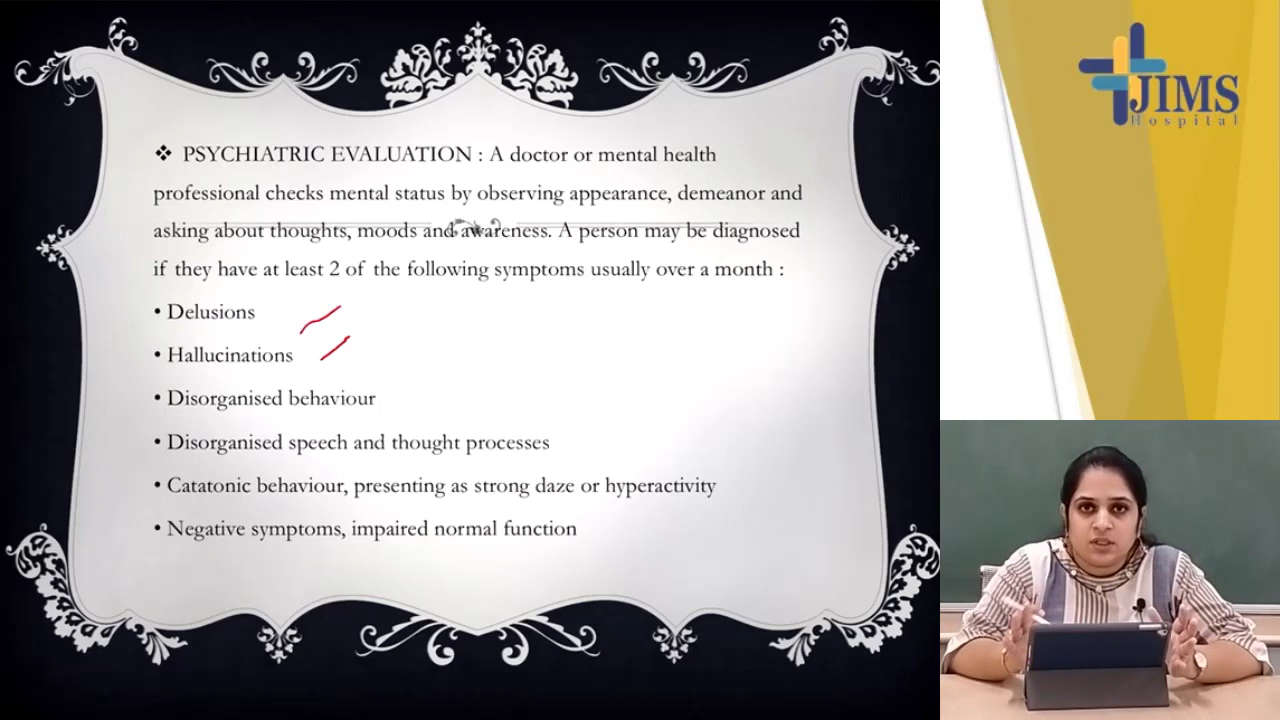 ❖ PSYCHIATRIC EVALUATION : A doctor or mental health
professional checks mental status by observing appearance, demeanor and
asking about thoughts, moods and awareness. A person may be diagnosed
if they have at least 2 of the following symptoms usually over a month :
• Delusions
• Hallucinations
• Disorganised behaviour
• Disorganised speech and thought processes
• Catatonic behaviour, presenting as strong daze or hyperactivity
• Negative symptoms, impaired normal function
JIMS
Hospital